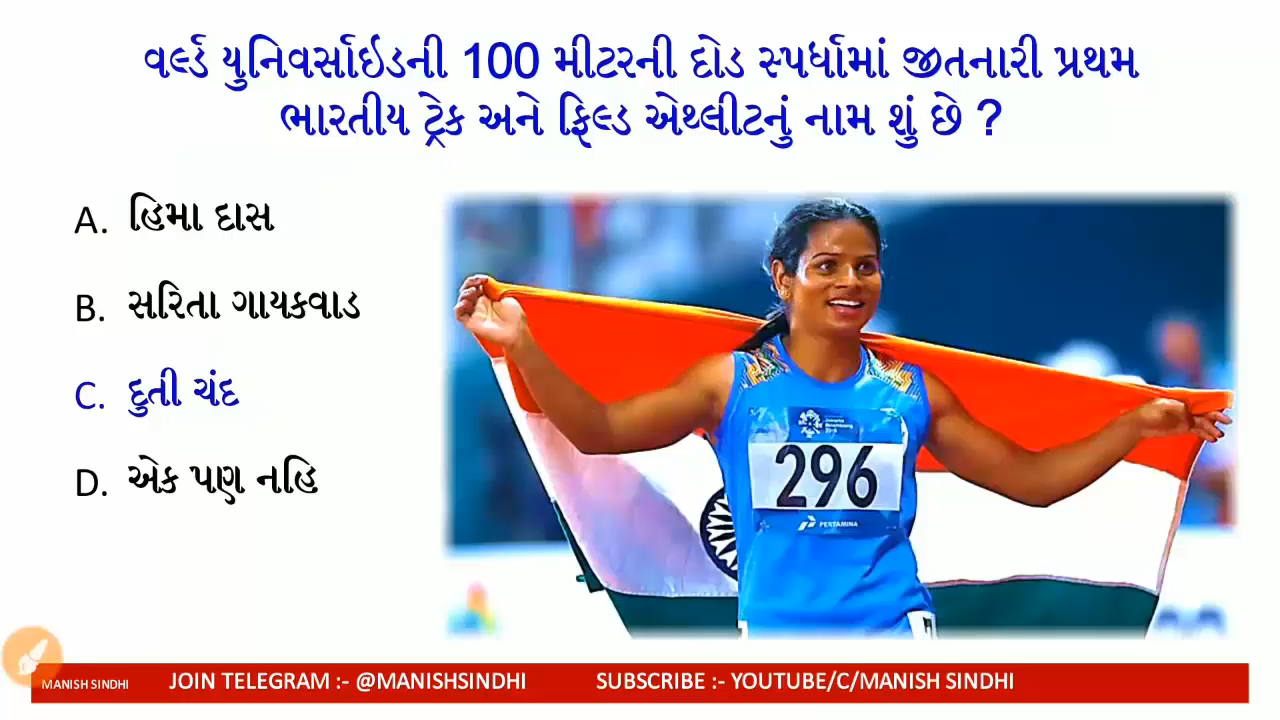 વર્લ્ડ યુનિવર્સાઇડની 100 મીટરની દોડ સ્પર્ધામાં જીતનારી પ્રથમ
ભારતીય ટ્રેક અને ફિલ્ડ એથ્લીટનું નામ શું છે ?
A. હિમા દાસ
B. સરિતા ગાયકવાડ
C. દુતી ચંદ
D. એક પણ નહિ
296
PERTAMINA
MANISH SINDHI JOIN TELEGRAM :- @MANISHSINDHI SUBSCRIBE :- YOUTUBE/C/MANISH SINDHI